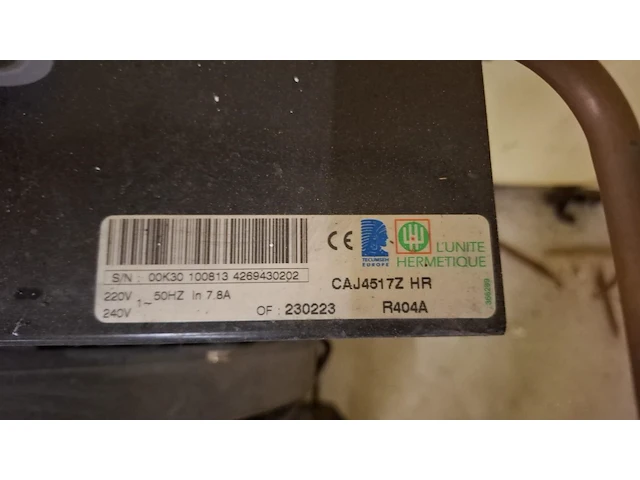 CE
TECUMSEH
EUROPE
L'UNITE
HERMETIQUE
S/N : 00K30 100813 4269430202
CAJ4517Z HR
220V
240V 1~ 50HZ In 7.8A
OF : 230223
R404A